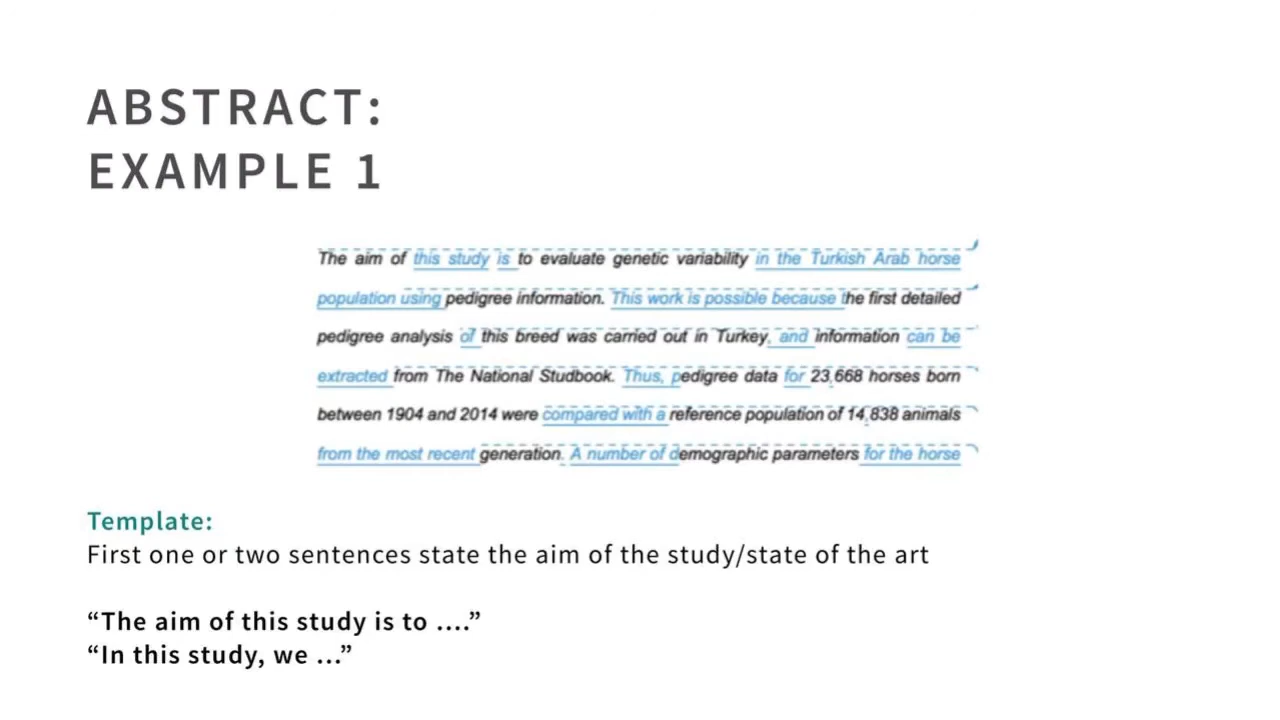 ABSTRACT:
EXAMPLE 1
The aim of this study is to evaluate genetic variability in the Turkish Arab horse
population using pedigree information. This work is possible because the first detailed
pedigree analysis of this breed was carried out in Turkey, and information can be
extracted from The National Studbook. Thus, pedigree data for 23,668 horses born
between 1904 and 2014 were compared with a reference population of 14,838 animals
from the most recent generation. A number of demographic parameters for the horse
Template:
First one or two sentences state the aim of the study/state of the art
“The aim of this study is to ....”
“In this study, we ...”